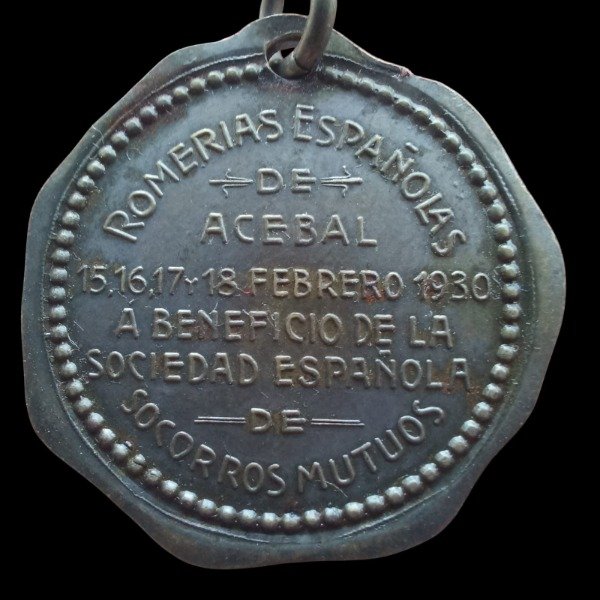 ROMERIAS ESPAÑOLAS
DE
ACEBAL
15,16,17 Y 18 FEBRERO 1930
A BENEFICIO DE LA
SOCIEDAD ESPAÑOLA
DE
SOCORROS MUTUOS